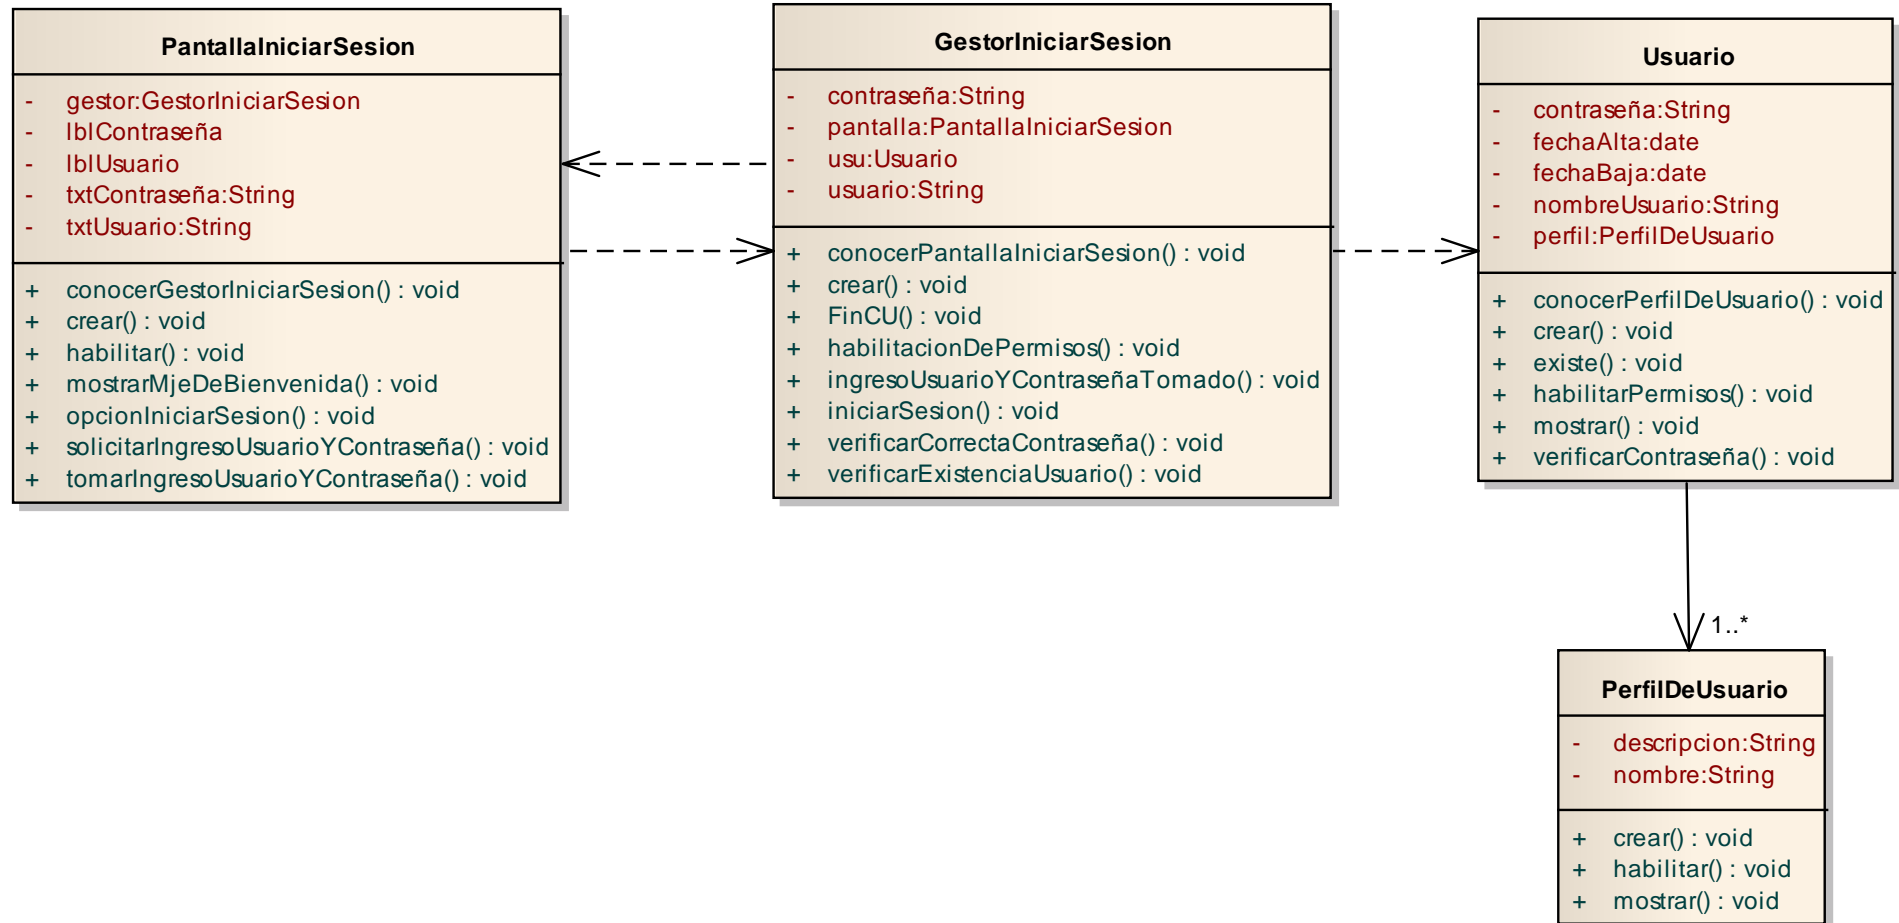 PantallaIniciarSesion
- gestor:GestorIniciarSesion
- lblContraseña
- lblUsuario
- txtContraseña:String
- txtUsuario:String
+ conocerGestorIniciarSesion() : void
+ crear() : void
+ habilitar() : void
+ mostrarMjeDeBienvenida() : void
+ opcionIniciarSesion() : void
+ solicitarIngresoUsuarioYContraseña() : void
+ tomarIngresoUsuarioYContraseña() : void
GestorIniciarSesion
- contraseña:String
- pantalla:PantallaIniciarSesion
- usu:Usuario
- usuario:String
+ conocerPantallaIniciarSesion() : void
+ crear() : void
+ FinCU() : void
+ habilitacionDePermisos() : void
+ ingresoUsuarioYContraseñaTomado() : void
+ iniciarSesion() : void
+ verificarCorrectaContraseña() : void
+ verificarExistenciaUsuario() : void
Usuario
- contraseña:String
- fechaAlta:date
- fechaBaja:date
- nombreUsuario:String
- perfil:PerfilDeUsuario
+ conocerPerfilDeUsuario() : void
+ crear() : void
+ existe() : void
+ habilitarPermisos() : void
+ mostrar() : void
+ verificarContraseña() : void
1..*
PerfilDeUsuario
- descripcion:String
- nombre:String
+ crear() : void
+ habilitar() : void
+ mostrar() : void